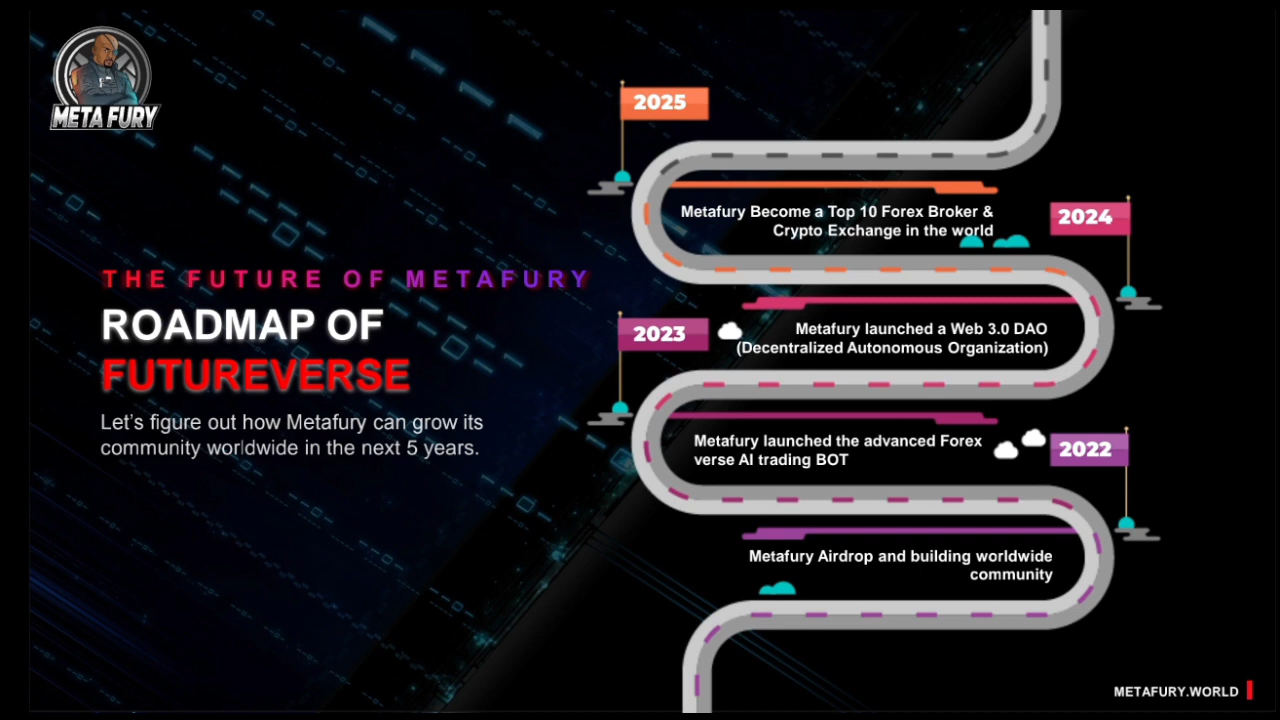 META FURY
THE FUTURE OF METAFURY
ROADMAP OF
FUTUREVERSE
Let's figure out how Metafury can grow its
community worldwide in the next 5 years.
2025
Metafury Become a Top 10 Forex Broker &
Crypto Exchange in the world
2024
Metafury launched a Web 3.0 DAO
(Decentralized Autonomous Organization)
2023
Metafury launched the advanced Forex
verse AI trading BOT
2022
Metafury Airdrop and building worldwide
community
METAFURY.WORLD